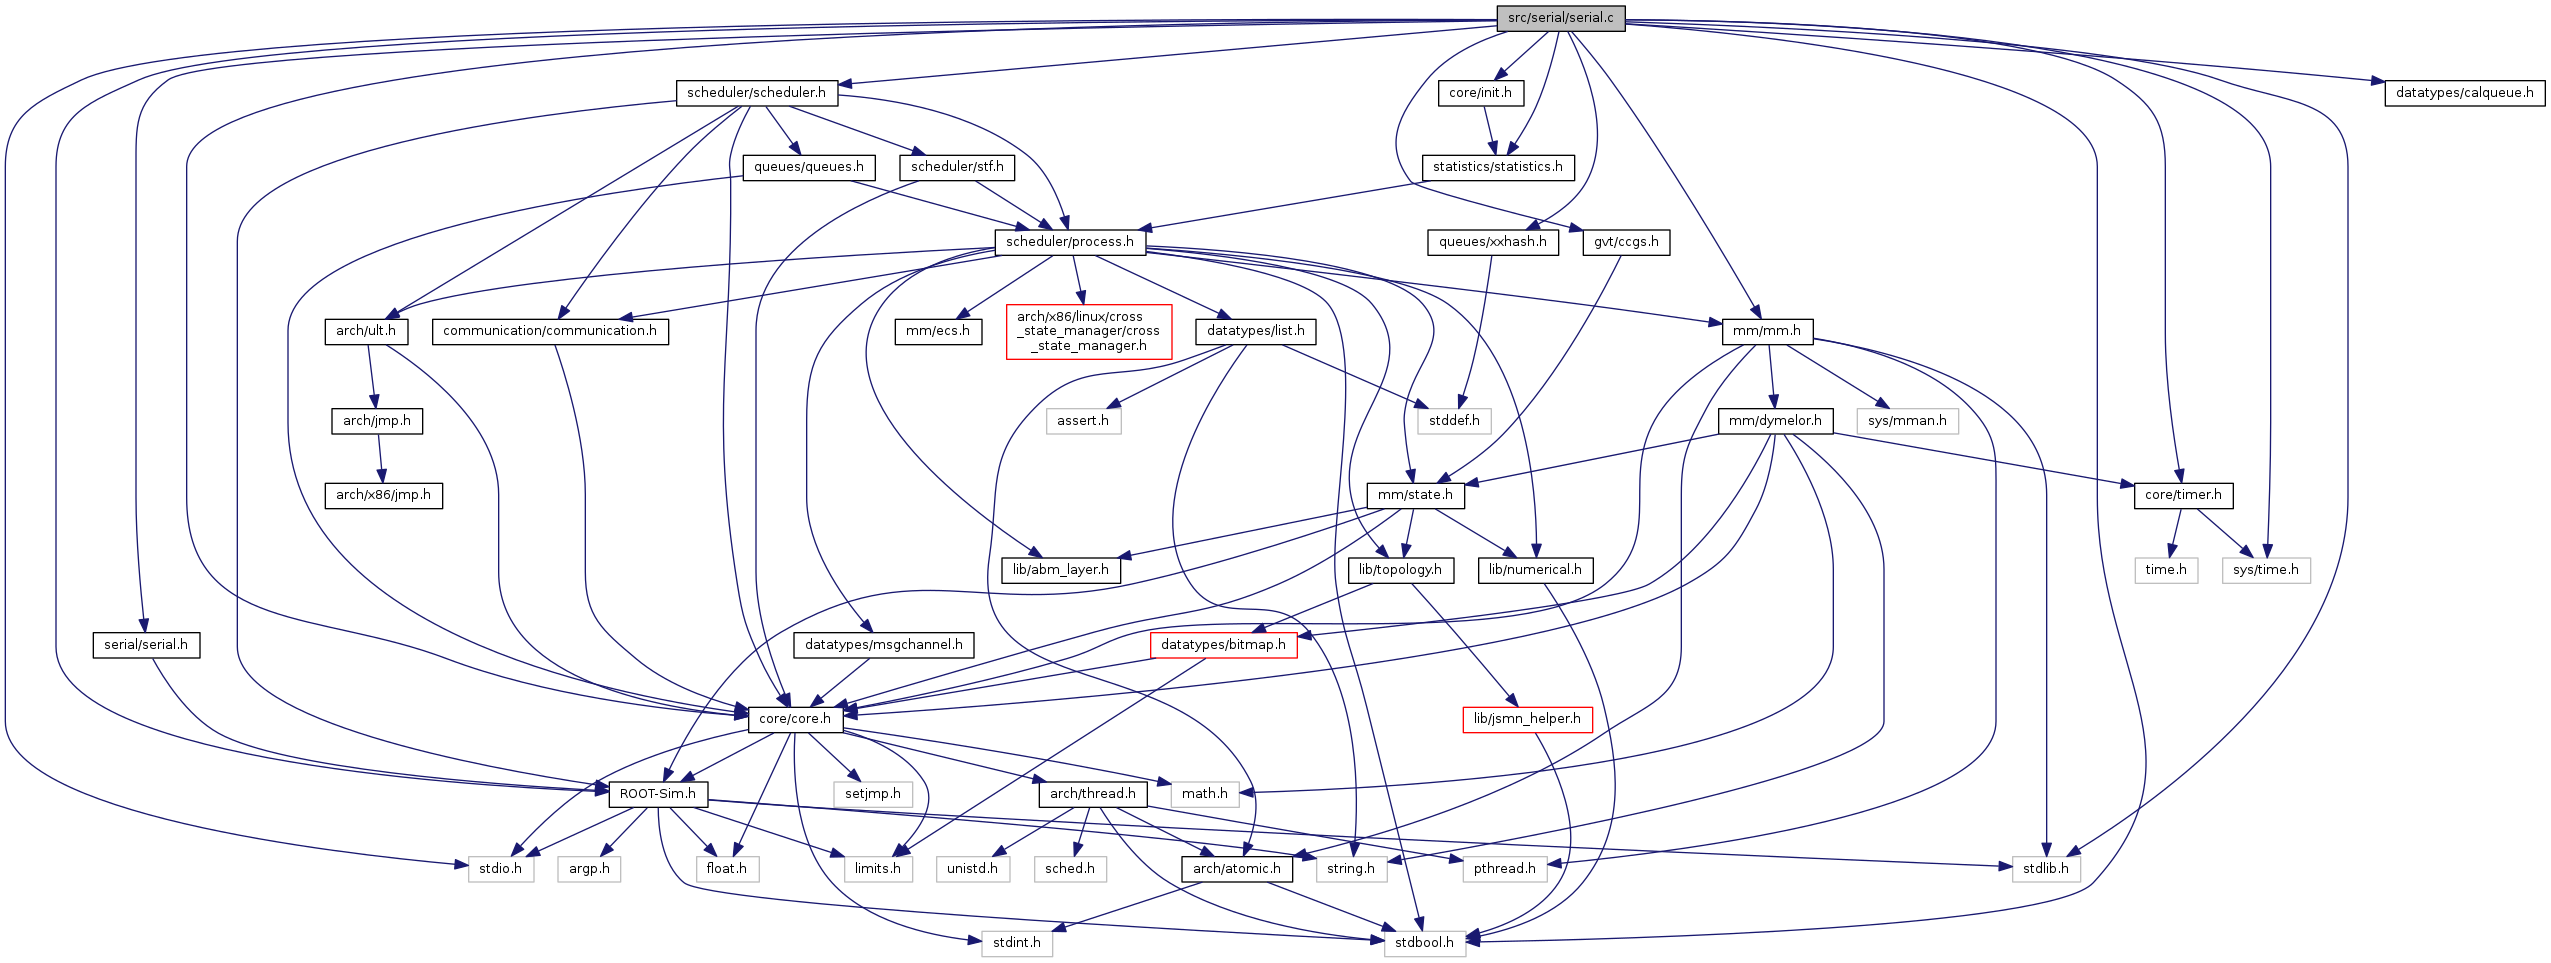 src/serial/serial.c
scheduler/scheduler.h
core/init.h
datatypes/calqueue.h
queues/queues.h
scheduler/stf.h
statistics/statistics.h
scheduler/process.h
queues/xxhash.h
gvt/ccgs.h
arch/ult.h
communication/communication.h
mm/ecs.h
arch/x86/linux/cross
_state_manager/cross
_state_manager.h
datatypes/list.h
mm/mm.h
arch/jmp.h
assert.h
stddef.h
mm/dymelor.h
sys/mman.h
arch/x86/jmp.h
mm/state.h
core/timer.h
lib/abm_layer.h
lib/topology.h
lib/numerical.h
time.h
sys/time.h
serial/serial.h
datatypes/msgchannel.h
datatypes/bitmap.h
core/core.h
lib/jsmn_helper.h
ROOT-Sim.h
setjmp.h
arch/thread.h
math.h
stdio.h
argp.h
float.h
limits.h
unistd.h
sched.h
arch/atomic.h
string.h
pthread.h
stdlib.h
stdint.h
stdbool.h